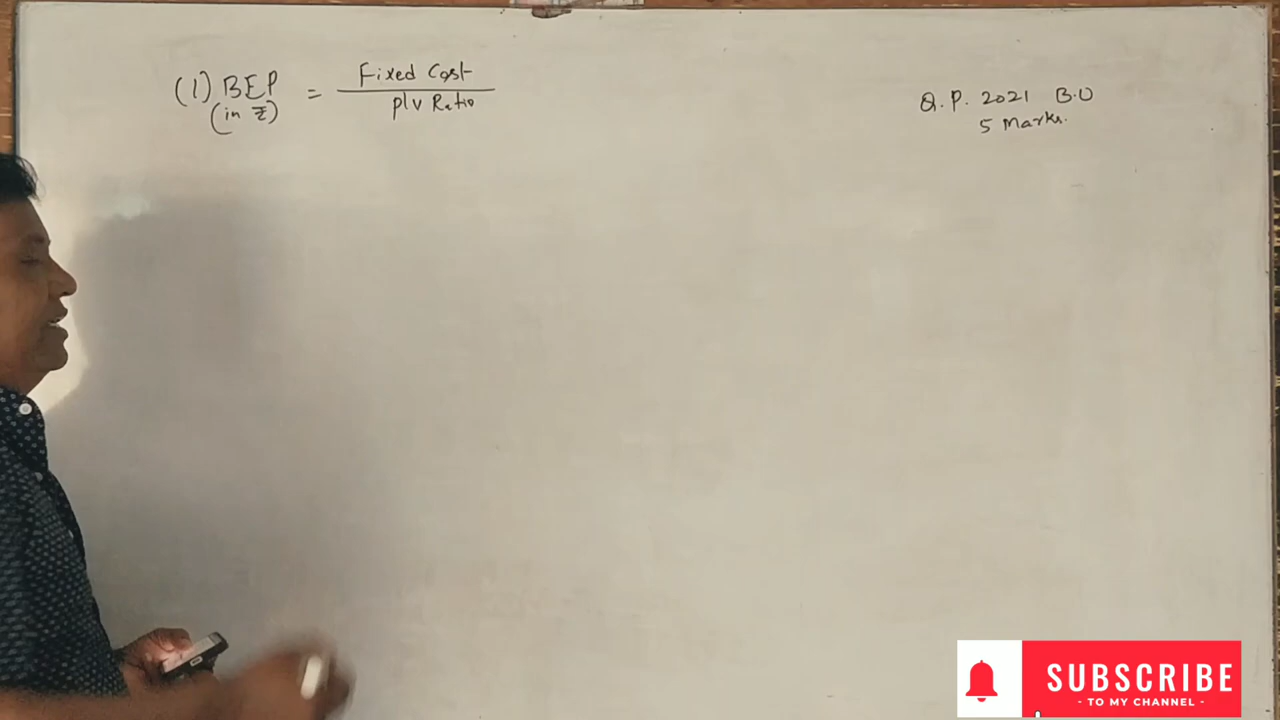 (1) BEP = Fixed Cost
(in ₹) P/V Ratio
Q.P. 2021 B.U
5 Marks.
SUBSCRIBE
- TO MY CHANNEL -